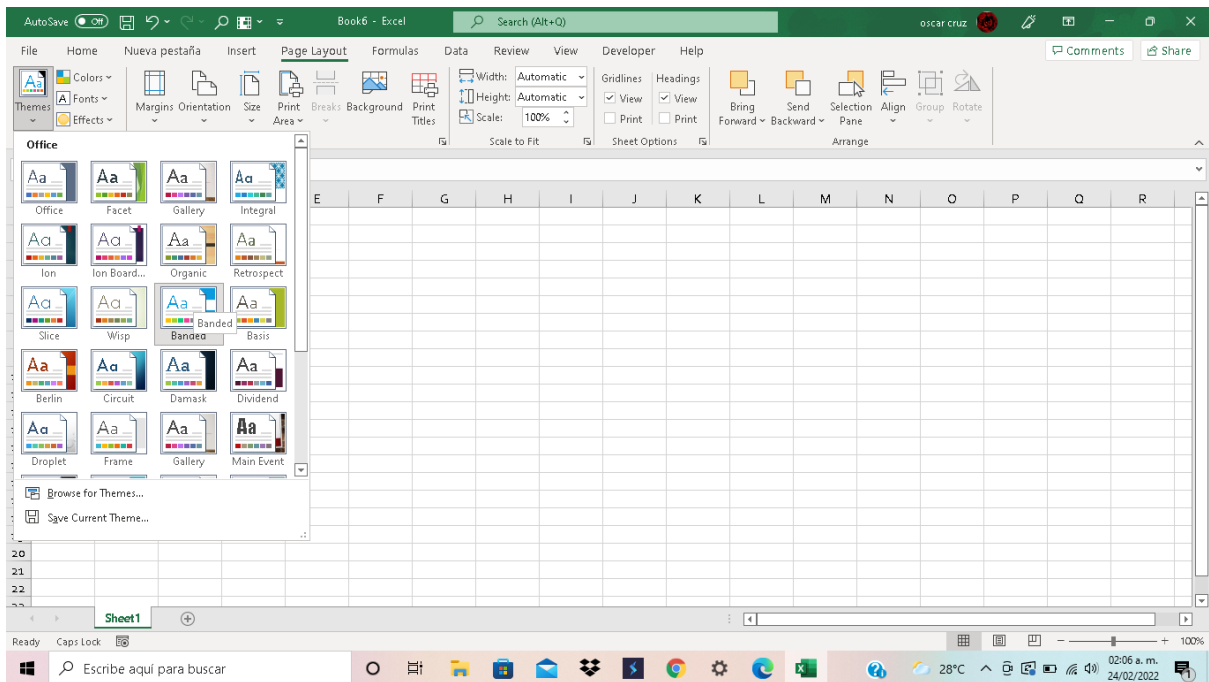 AutoSave Off Book6 - Excel Search (Alt+Q) oscar cruz
File Home Nueva pestaña Insert Page Layout Formulas Data Review View Developer Help Comments Share
Themes Colors Fonts Effects
Margins Orientation Size Print Area Breaks Background Print Titles
Width: Automatic
Height: Automatic
Scale: 100%
Gridlines Headings
View View
Print Print
Bring Forward Send Backward Selection Pane Align Group Rotate
Scale to Fit Sheet Options Arrange
Office
Aa Aa Aa Aa
Office Facet Gallery Integral
Aa Aa Aa Aa
Ion Ion Board... Organic Retrospect
Aa Aa Aa Aa
Slice Wisp Banded Basis
Banded
Aa Aa Aa Aa
Berlin Circuit Damask Dividend
Aa Aa Aa Aa
Droplet Frame Gallery Main Event
Browse for Themes...
Save Current Theme...
E F G H I J K L M N O P Q R
20
21
22
Sheet1
Ready Caps Lock 100%
Escribe aquí para buscar 28°C 02:06 a. m.
24/02/2022